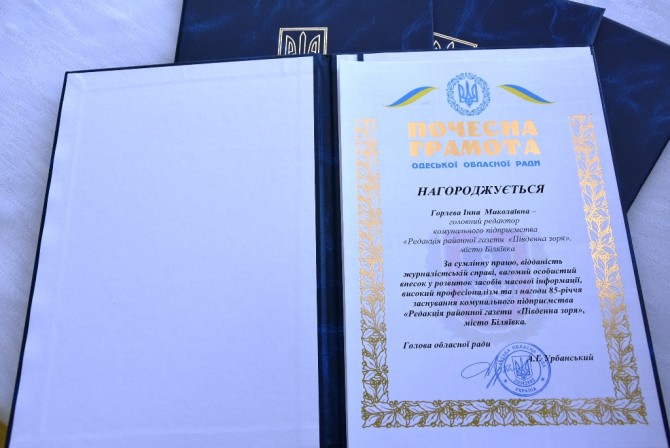 ПОЧЕСНА
ГРАМОТА
ОДЕСЬКОЇ ОБЛАСНОЇ РАДИ
НАГОРОДЖУЄТЬСЯ
Горлева Інна Миколаївна –
головний редактор
комунального підприємства
«Редакція районної газети «Південна зоря»,
місто Біляївка
За сумлінну працю, відданість
журналістській справі, вагомий особистий
внесок у розвиток засобів масової інформації,
високий професіоналізм та з нагоди 85-річчя
заснування комунального підприємства
«Редакція районної газети «Південна зоря»,
місто Біляївка.
Голова обласної ради
Урбанський
УКРАЇНА